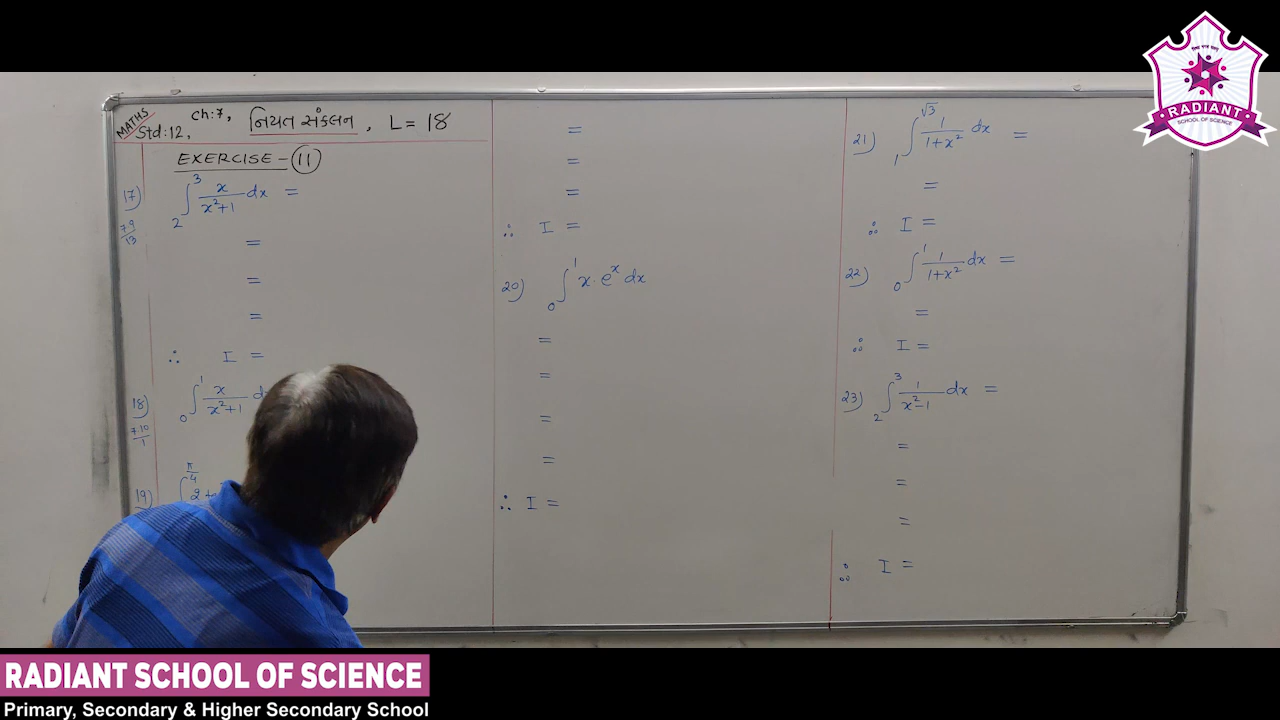 MATHS
Std:12, ch:7, નિયત સંકલન, L = 18
EXERCISE - 11
17) ∫₂³ x/(x²+1) dx =
7.9/13
=
=
=
∴ I =
18) ∫₀¹ x/(x²+1)
7.10/1
19) ∫ π/4 2
=
=
=
∴ I =
20) ∫₀¹ x · eˣ dx
=
=
=
=
∴ I =
21) ∫₁^√3 1/(1+x²) dx =
=
∴ I =
22) ∫₀¹ 1/(1+x²) dx =
=
∴ I =
23) ∫₂³ 1/(x²-1) dx =
=
=
=
∴ I =
RADIANT
SCHOOL OF SCIENCE
RADIANT SCHOOL OF SCIENCE
Primary, Secondary & Higher Secondary School